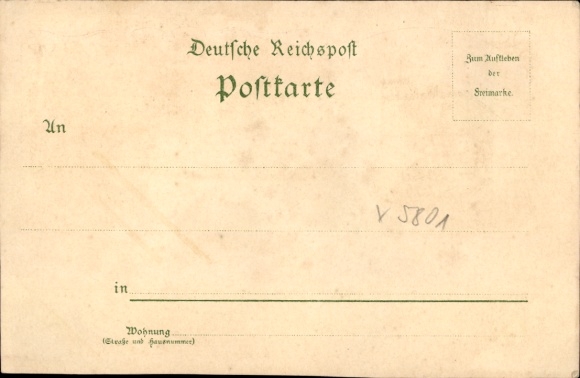 Deutsche Reichspost
Postkarte
Zum Aufkleben
der
Freimarke.
An
V 5801
in
Wohnung
(Straße und Hausnummer)